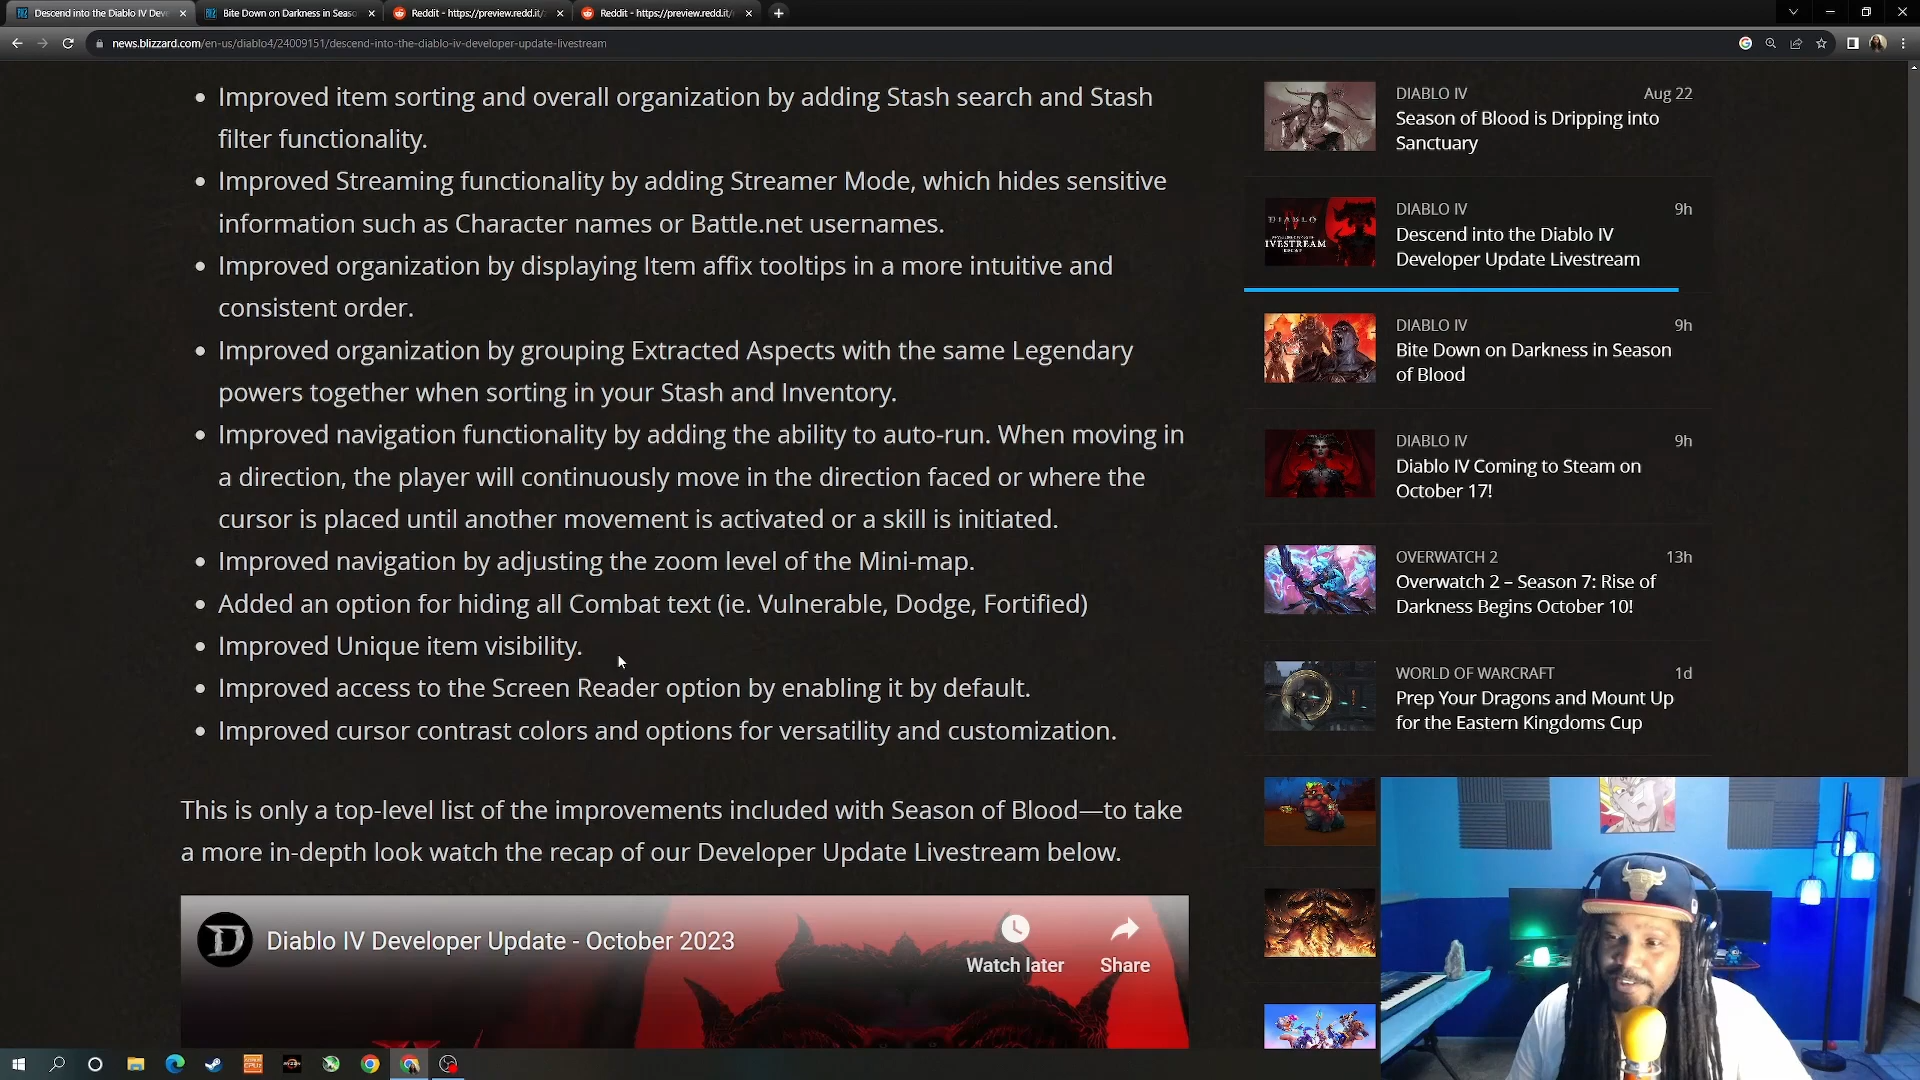 Descend into the Diablo IV Deve
Bite Down on Darkness in Seaso
Reddit - https://preview.redd.it/
Reddit - https://preview.redd.it/
news.blizzard.com/en-us/diablo4/24009151/descend-into-the-diablo-iv-developer-update-livestream
• Improved item sorting and overall organization by adding Stash search and Stash
filter functionality.
• Improved Streaming functionality by adding Streamer Mode, which hides sensitive
information such as Character names or Battle.net usernames.
• Improved organization by displaying Item affix tooltips in a more intuitive and
consistent order.
• Improved organization by grouping Extracted Aspects with the same Legendary
powers together when sorting in your Stash and Inventory.
• Improved navigation functionality by adding the ability to auto-run. When moving in
a direction, the player will continuously move in the direction faced or where the
cursor is placed until another movement is activated or a skill is initiated.
• Improved navigation by adjusting the zoom level of the Mini-map.
• Added an option for hiding all Combat text (ie. Vulnerable, Dodge, Fortified)
• Improved Unique item visibility.
• Improved access to the Screen Reader option by enabling it by default.
• Improved cursor contrast colors and options for versatility and customization.
This is only a top-level list of the improvements included with Season of Blood—to take
a more in-depth look watch the recap of our Developer Update Livestream below.
Diablo IV Developer Update - October 2023
Watch later
Share
DIABLO IV Aug 22
Season of Blood is Dripping into
Sanctuary
DIABLO IV 9h
Descend into the Diablo IV
Developer Update Livestream
DIABLO IV 9h
Bite Down on Darkness in Season
of Blood
DIABLO IV 9h
Diablo IV Coming to Steam on
October 17!
OVERWATCH 2 13h
Overwatch 2 – Season 7: Rise of
Darkness Begins October 10!
WORLD OF WARCRAFT 1d
Prep Your Dragons and Mount Up
for the Eastern Kingdoms Cup